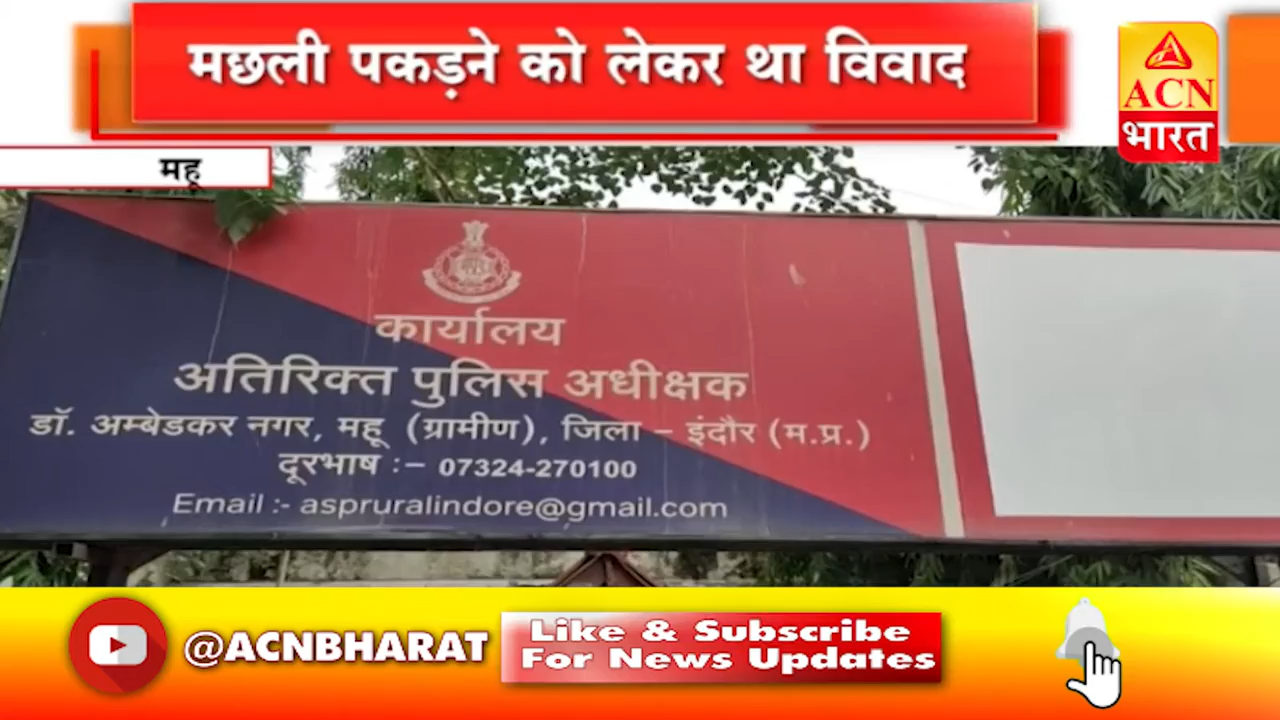 मछली पकड़ने को लेकर था विवाद
ACN
भारत
महू
कार्यालय
अतिरिक्त पुलिस अधीक्षक
डॉ. अम्बेडकर नगर, महू (ग्रामीण), जिला - इंदौर (म.प्र.)
दूरभाष :- 07324-270100
Email :- aspruralindore@gmail.com
@ACNBHARAT
Like & Subscribe
For News Updates